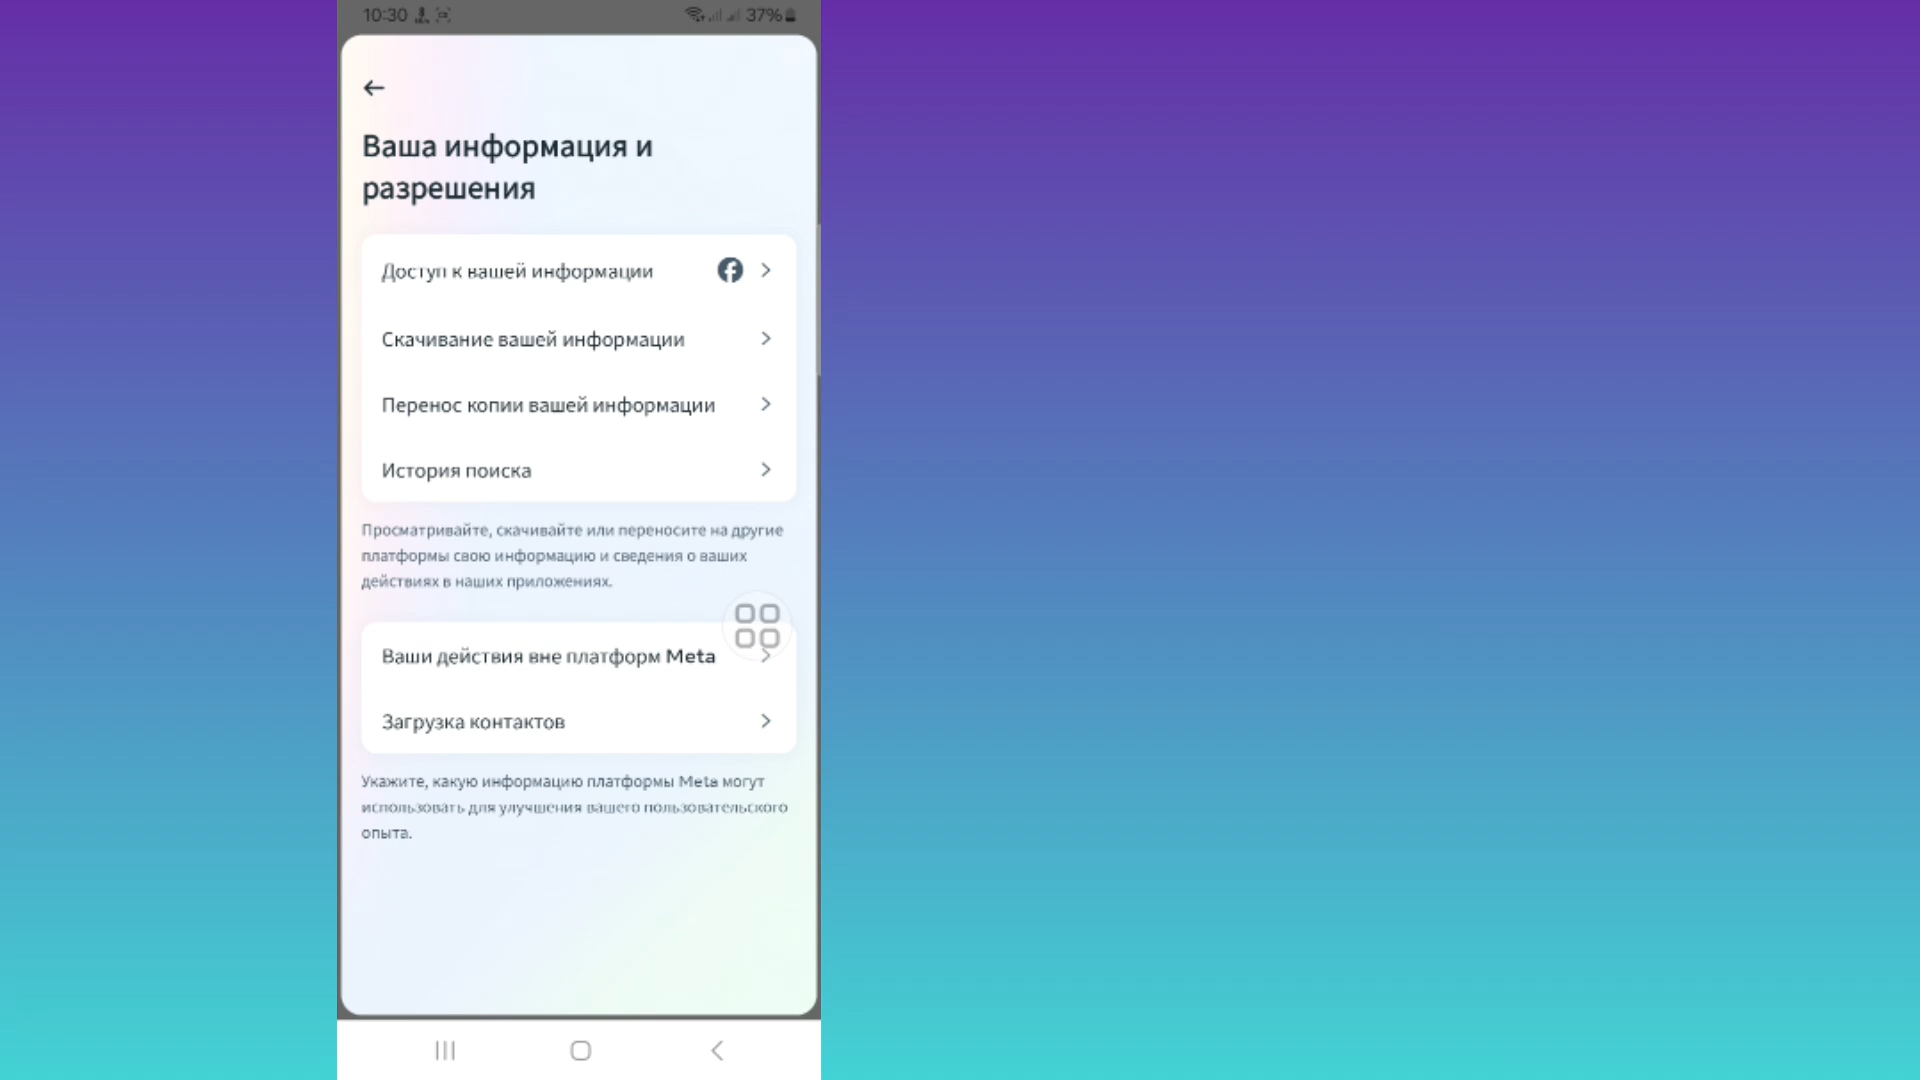 10:30 37%
Ваша информация и
разрешения
Доступ к вашей информации
Скачивание вашей информации
Перенос копии вашей информации
История поиска
Просматривайте, скачивайте или переносите на другие
платформы свою информацию и сведения о ваших
действиях в наших приложениях.
Ваши действия вне платформ Meta
Загрузка контактов
Укажите, какую информацию платформы Meta могут
использовать для улучшения вашего пользовательского
опыта.